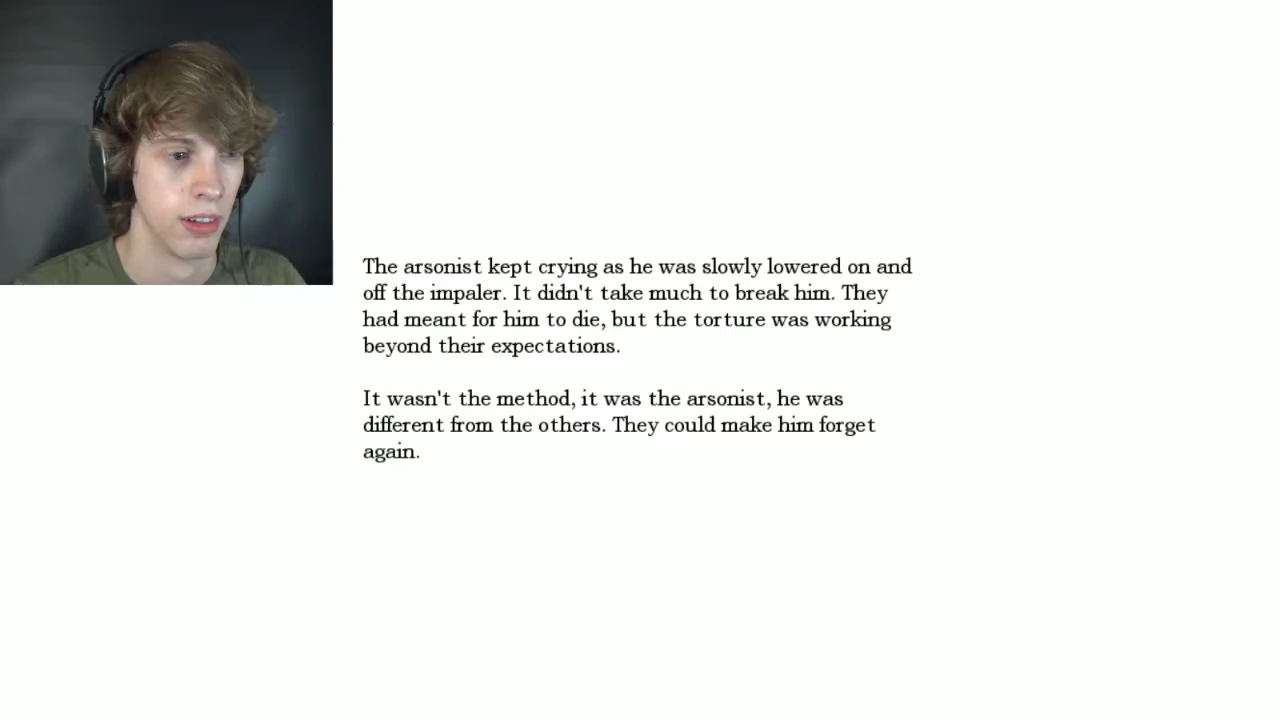 The arsonist kept crying as he was slowly lowered on and
off the impaler. It didn't take much to break him. They
had meant for him to die, but the torture was working
beyond their expectations.
It wasn't the method, it was the arsonist, he was
different from the others. They could make him forget
again.